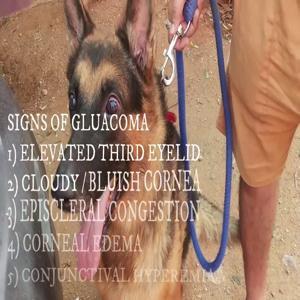 SIGNS OF GLUACOMA
1) ELEVATED THIRD EYELID
2) CLOUDY / BLUISH CORNEA
3) EPISCLERAL CONGESTION
4) CORNEAL EDEMA
5) CONJUNCTIVAL HYPEREMIA